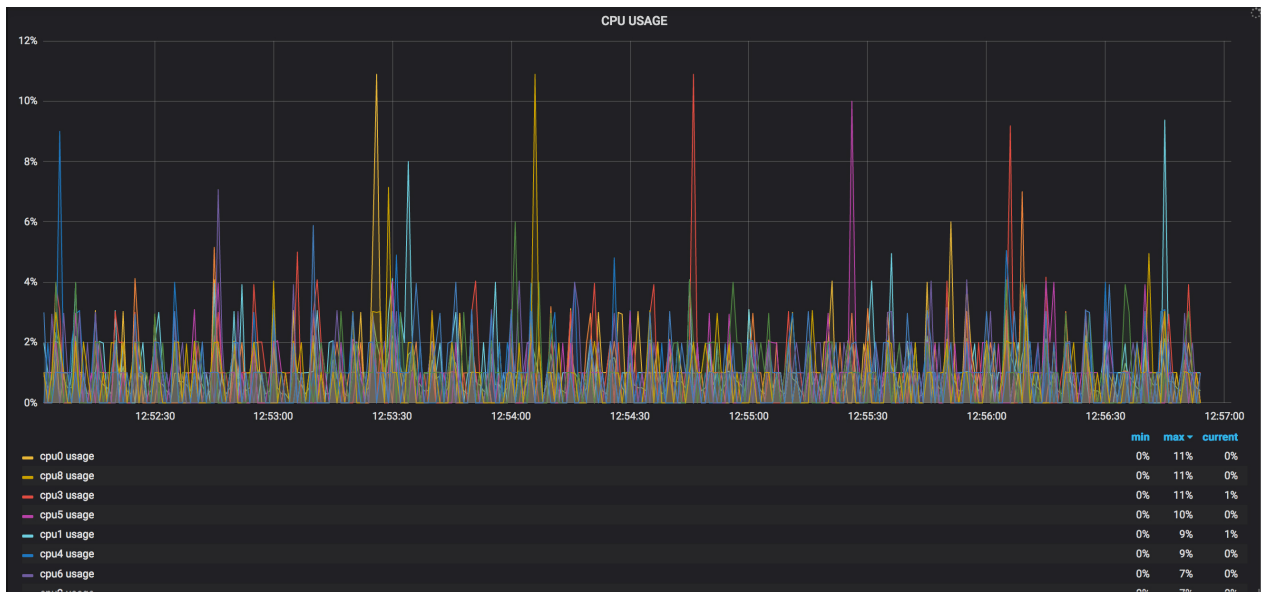 CPU USAGE
12%
10%
8%
6%
4%
2%
0%
12:52:30 12:53:00 12:53:30 12:54:00 12:54:30 12:55:00 12:55:30 12:56:00 12:56:30 12:57:00
min max current
cpu0 usage 0% 11% 0%
cpu8 usage 0% 11% 0%
cpu3 usage 0% 11% 1%
cpu5 usage 0% 10% 0%
cpu1 usage 0% 9% 1%
cpu4 usage 0% 9% 0%
cpu6 usage 0% 7% 0%